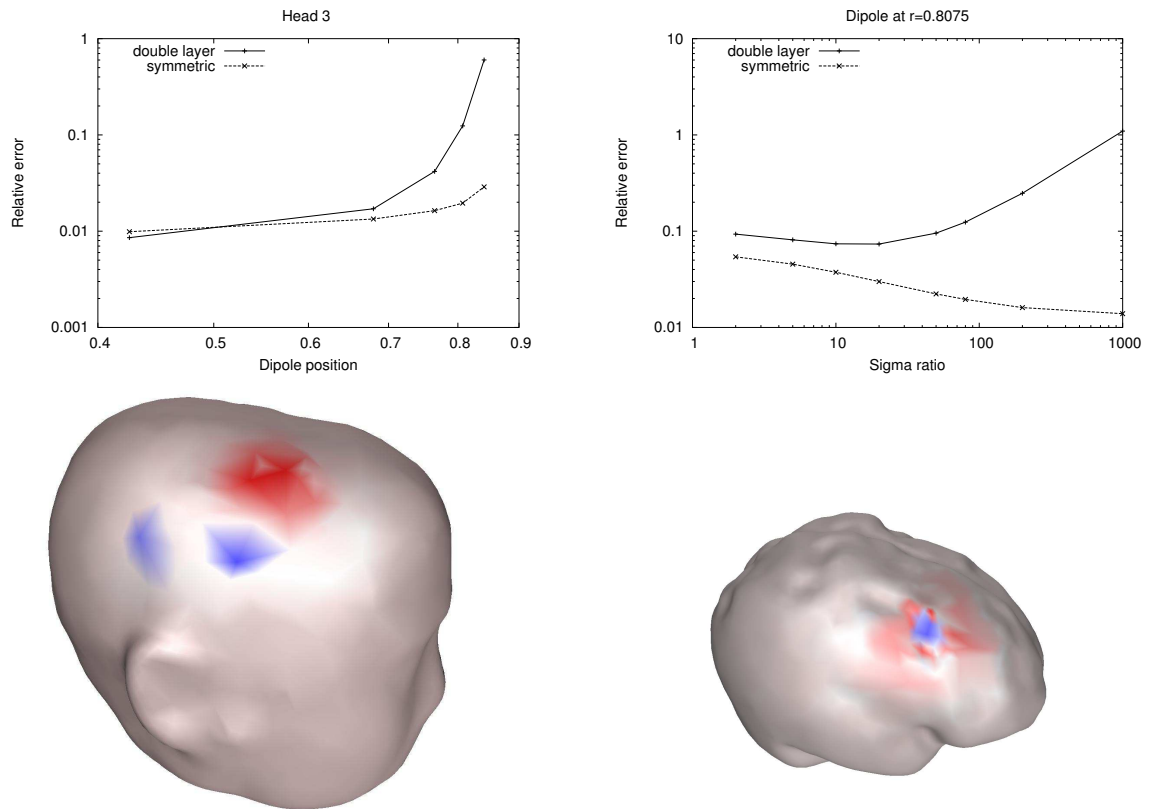 Head 3
double layer
symmetric
1
0.1
0.01
0.001
Relative error
0.4
0.5
0.6
0.7
0.8
0.9
Dipole position
Dipole at r=0.8075
double layer
symmetric
10
1
0.1
0.01
Relative error
1
10
100
1000
Sigma ratio